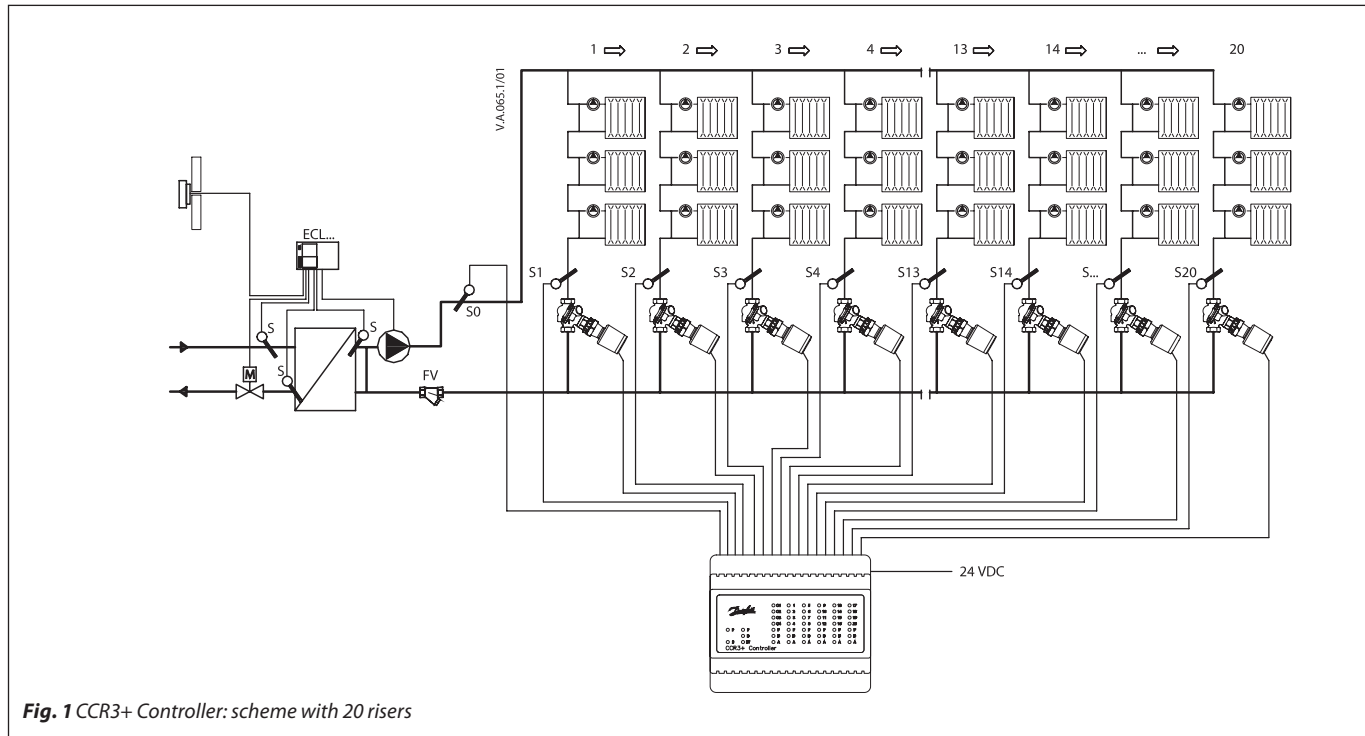 1 2 3 4 13 14 ... 20
V.A.065.1/01
ECL...
S S S
M
S0
FV
S1 S2 S3 S4 S13 S14 S... S20
24 VDC
Danfoss
CCR3+ Controller
Fig. 1 CCR3+ Controller: scheme with 20 risers